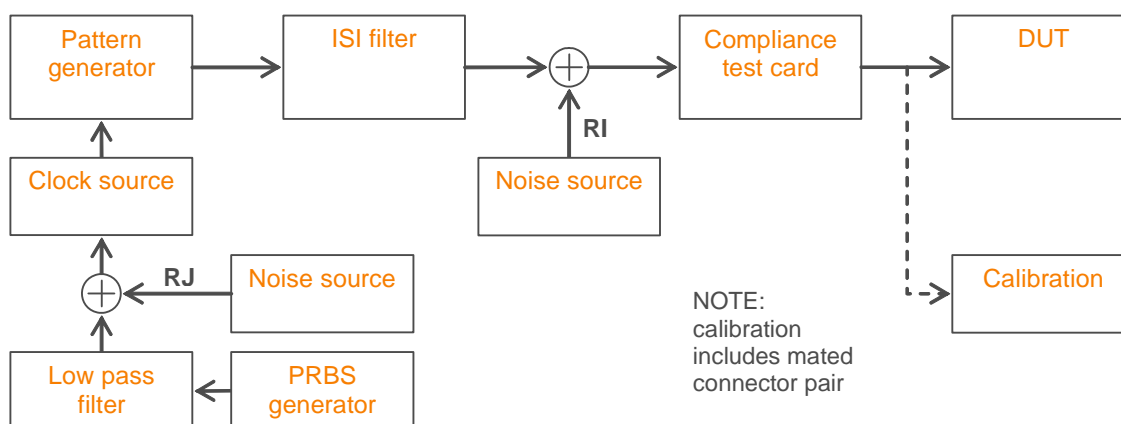 Pattern
generator
ISI filter
Compliance
test card
DUT
RI
Clock source
Noise source
RJ
Noise source
Calibration
NOTE:
calibration
includes mated
connector pair
Low pass
filter
PRBS
generator